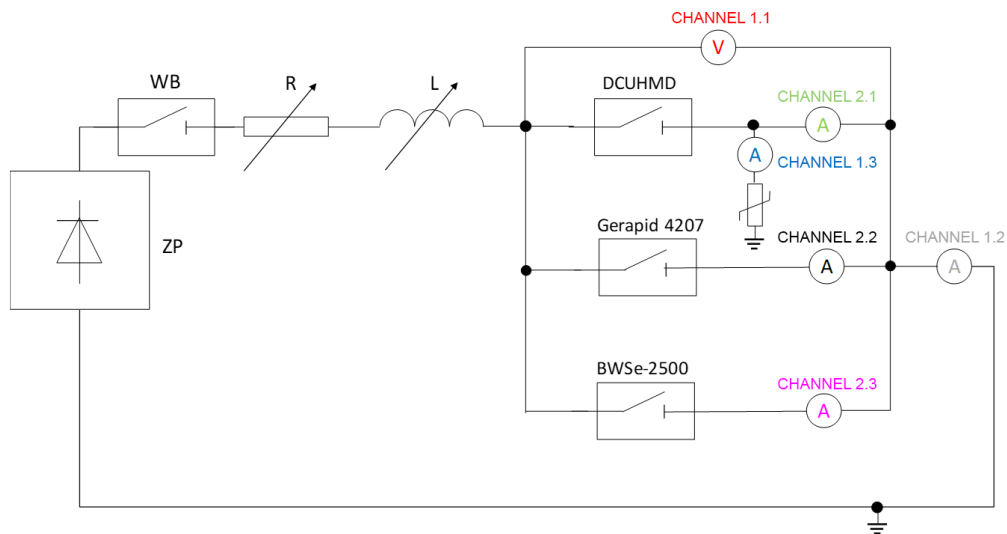 CHANNEL 1.1
V
WB
R
L
DCUHMD
CHANNEL 2.1
A
A
CHANNEL 1.3
ZP
Gerapid 4207
CHANNEL 2.2
CHANNEL 1.2
A
A
BWSe-2500
CHANNEL 2.3
A